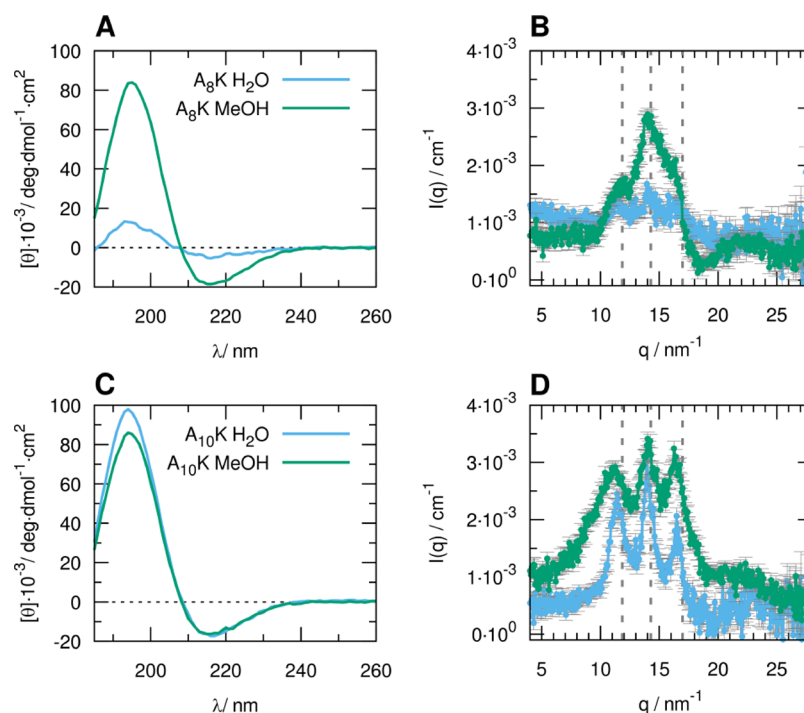 A
[θ]·10⁻³/ deg·dmol⁻¹·cm²
100
80
60
40
20
0
-20
A₈K H₂O
A₈K MeOH
200 220 240 260
λ/ nm
B
I(q) / cm⁻¹
4·10⁻³
3·10⁻³
2·10⁻³
1·10⁻³
0·10⁰
5 10 15 20 25
q / nm⁻¹
C
[θ]·10⁻³/ deg·dmol⁻¹·cm²
100
80
60
40
20
0
-20
A₁₀K H₂O
A₁₀K MeOH
200 220 240 260
λ/ nm
D
I(q) / cm⁻¹
4·10⁻³
3·10⁻³
2·10⁻³
1·10⁻³
0·10⁰
5 10 15 20 25
q / nm⁻¹